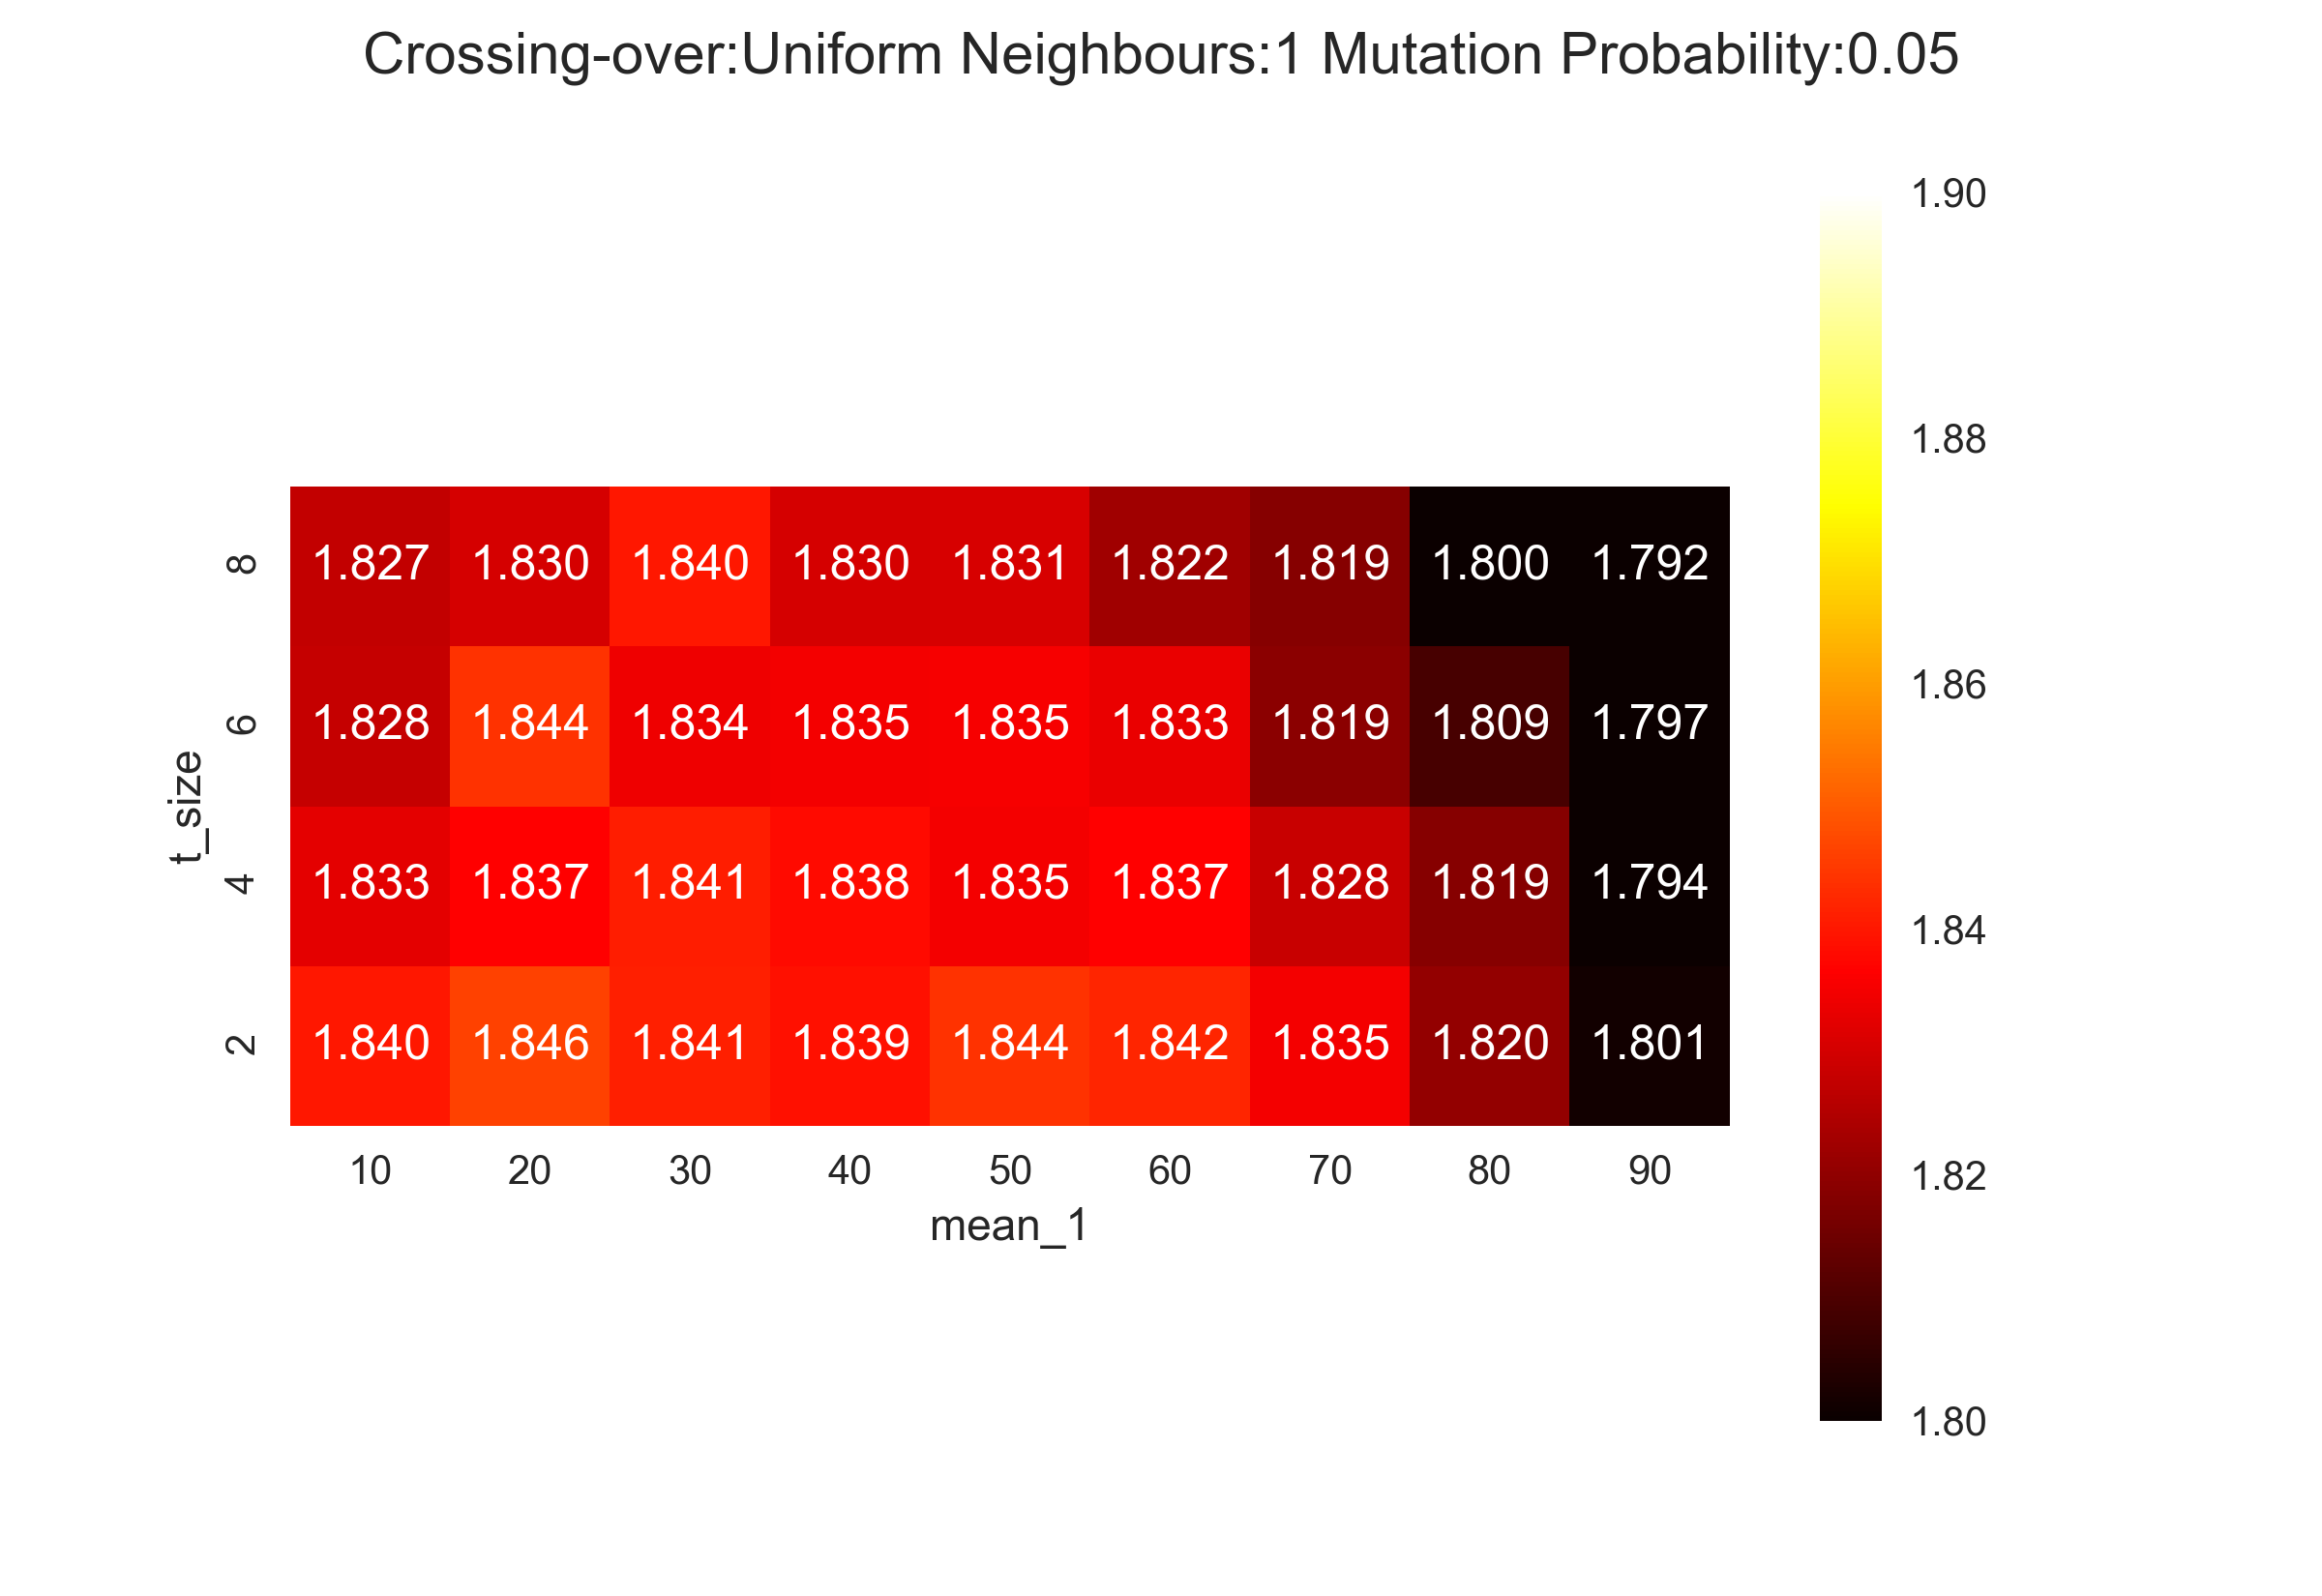 Crossing-over:Uniform Neighbours:1 Mutation Probability:0.05
t_size
8 1.827 1.830 1.840 1.830 1.831 1.822 1.819 1.800 1.792
6 1.828 1.844 1.834 1.835 1.835 1.833 1.819 1.809 1.797
4 1.833 1.837 1.841 1.838 1.835 1.837 1.828 1.819 1.794
2 1.840 1.846 1.841 1.839 1.844 1.842 1.835 1.820 1.801
10 20 30 40 50 60 70 80 90
mean_1
1.90
1.88
1.86
1.84
1.82
1.80